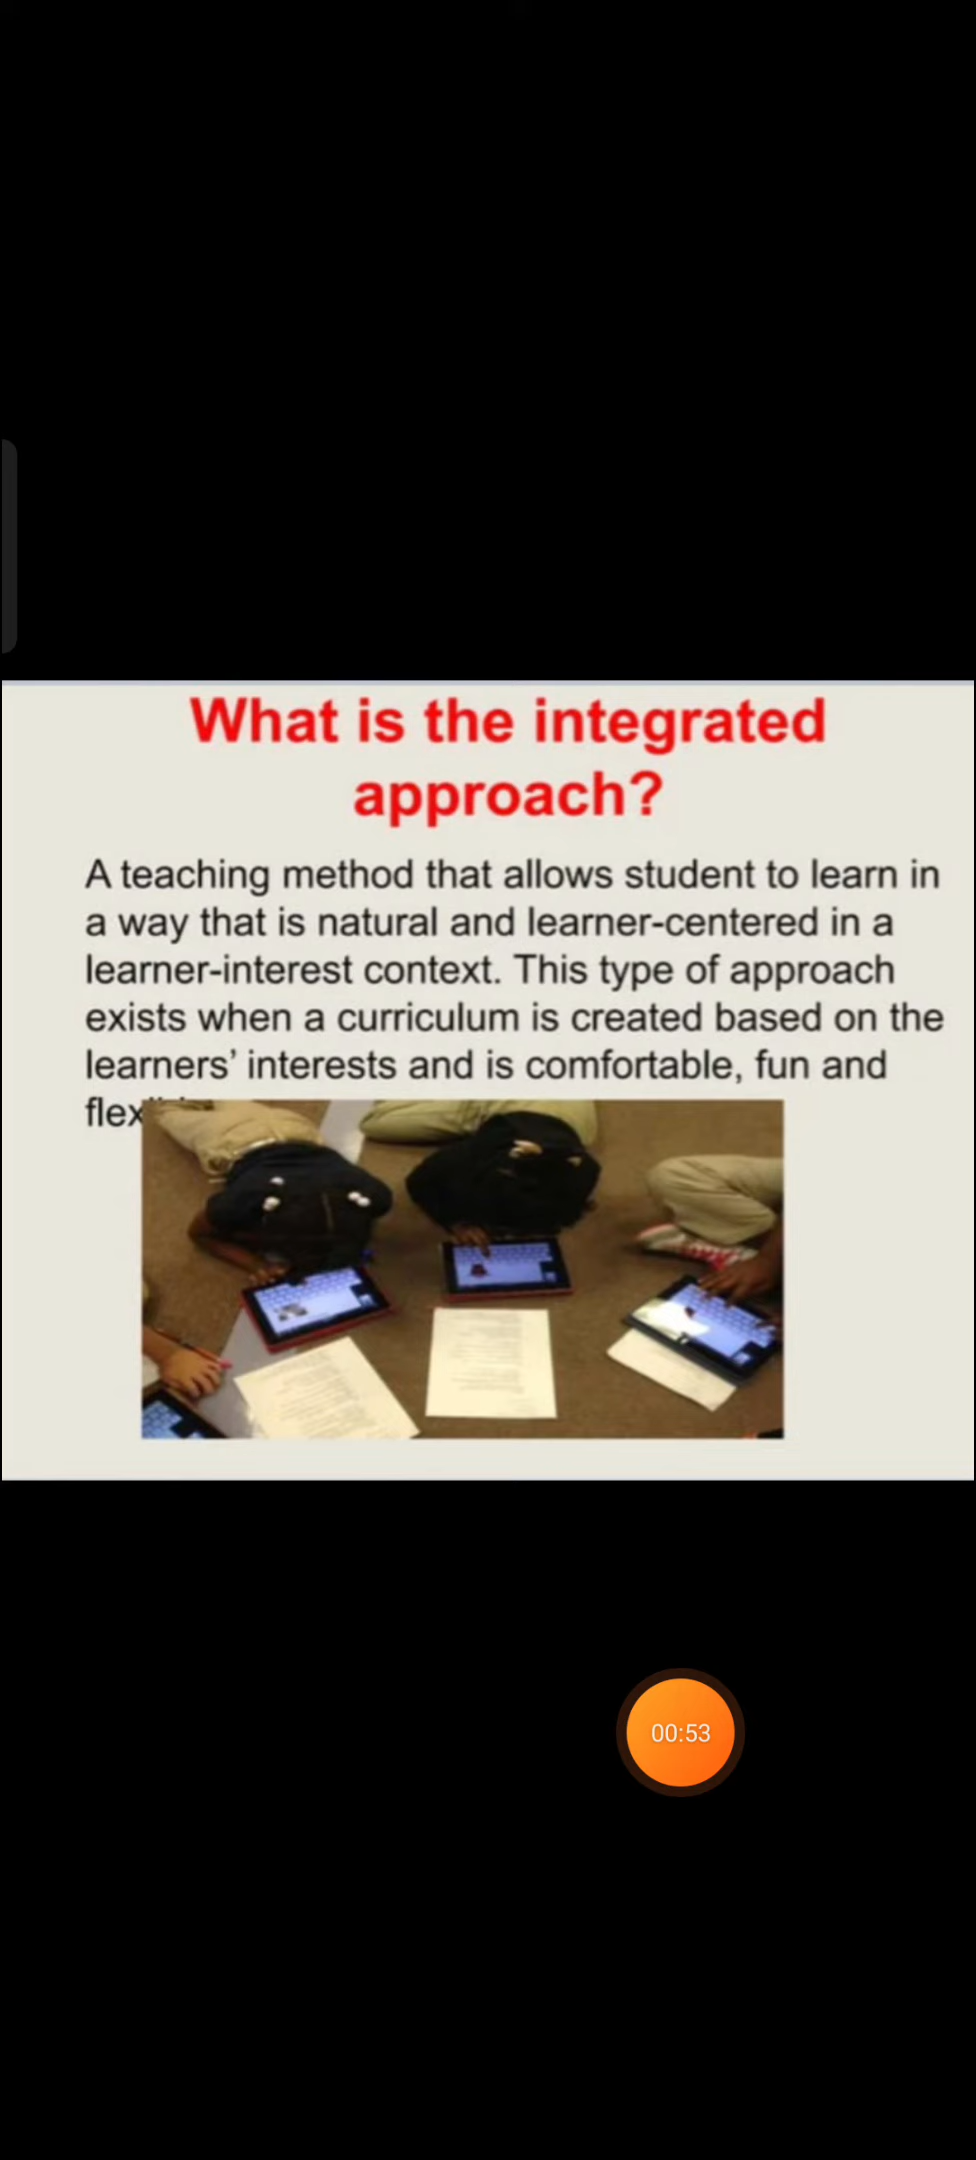 What is the integrated
approach?
A teaching method that allows student to learn in
a way that is natural and learner-centered in a
learner-interest context. This type of approach
exists when a curriculum is created based on the
learners' interests and is comfortable, fun and
00:53